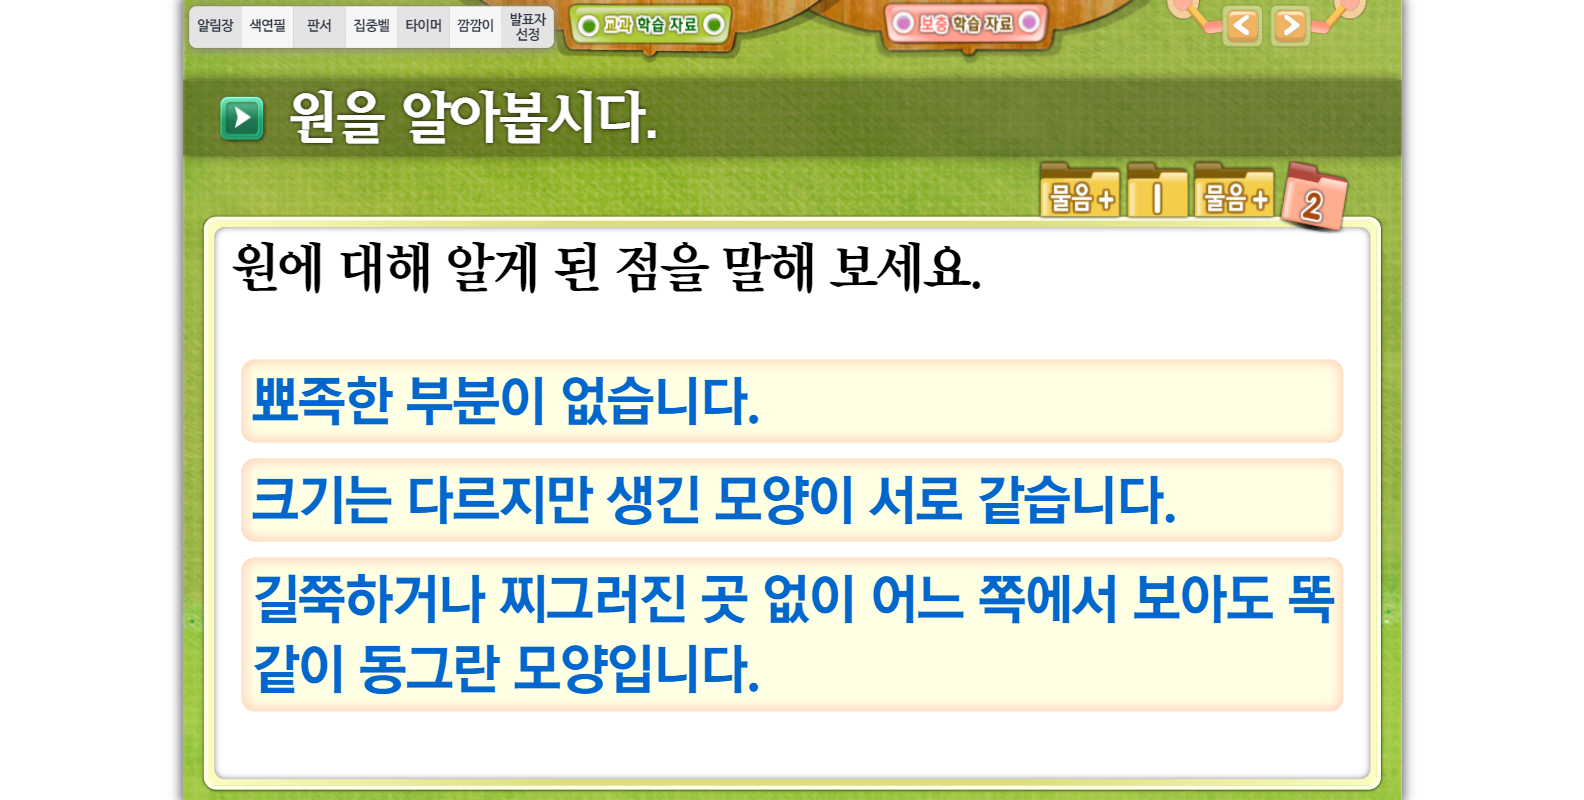 알림장 색연필 판서 집중벨 타이머 깜깜이 발표자 선정
교과 학습 자료
보충 학습 자료
원을 알아봅시다.
물음+ 1 물음+ 2
원에 대해 알게 된 점을 말해 보세요.
뾰족한 부분이 없습니다.
크기는 다르지만 생긴 모양이 서로 같습니다.
길쭉하거나 찌그러진 곳 없이 어느 쪽에서 보아도 똑
같이 동그란 모양입니다.